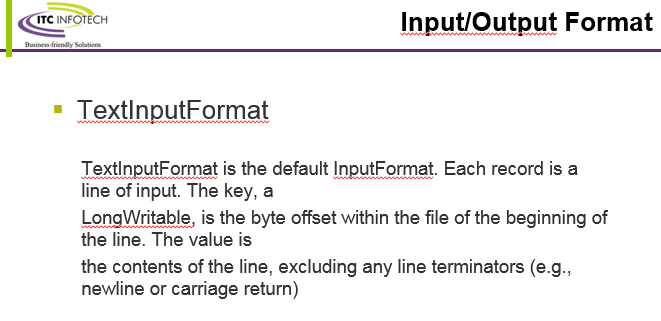 ITC INFOTECH
Business-friendly Solutions
Input/Output Format
TextInputFormat
TextInputFormat is the default InputFormat. Each record is a
line of input. The key, a
LongWritable, is the byte offset within the file of the beginning of
the line. The value is
the contents of the line, excluding any line terminators (e.g.,
newline or carriage return)